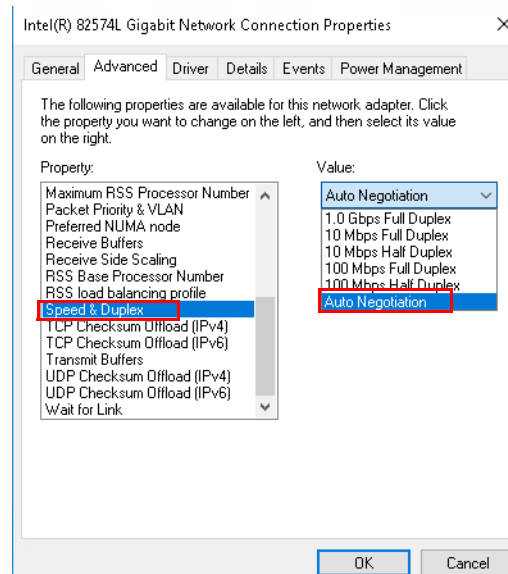 Intel(R) 82574L Gigabit Network Connection Properties
General Advanced Driver Details Events Power Management
The following properties are available for this network adapter. Click
the property you want to change on the left, and then select its value
on the right.
Property:
Maximum RSS Processor Number
Packet Priority & VLAN
Preferred NUMA node
Receive Buffers
Receive Side Scaling
RSS Base Processor Number
RSS load balancing profile
Speed & Duplex
TCP Checksum Offload (IPv4)
TCP Checksum Offload (IPv6)
Transmit Buffers
UDP Checksum Offload (IPv4)
UDP Checksum Offload (IPv6)
Wait for Link
Value:
Auto Negotiation
1.0 Gbps Full Duplex
10 Mbps Full Duplex
10 Mbps Half Duplex
100 Mbps Full Duplex
100 Mbps Half Duplex
Auto Negotiation
OK Cancel